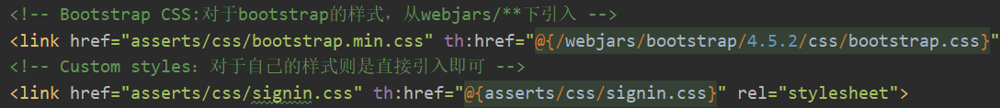 <!-- Bootstrap CSS:对于bootstrap的样式，从webjars/**下引入 -->
<link href="asserts/css/bootstrap.min.css" th:href="@{/webjars/bootstrap/4.5.2/css/bootstrap.css}"
<!-- Custom styles：对于自己的样式则是直接引入即可 -->
<link href="asserts/css/signin.css" th:href="@{asserts/css/signin.css}" rel="stylesheet">